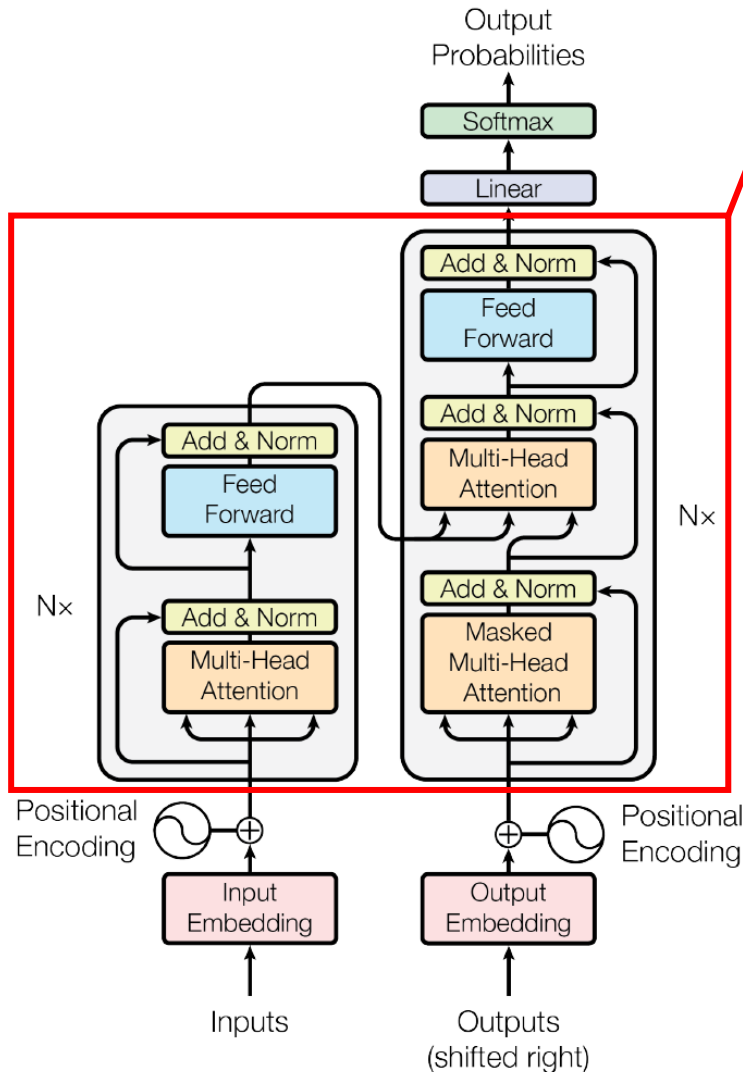 Output
Probabilities
Softmax
Linear
Add & Norm
Feed
Forward
Add & Norm
Multi-Head
Attention
Nx
Add & Norm
Masked
Multi-Head
Attention
Add & Norm
Feed
Forward
Nx
Add & Norm
Multi-Head
Attention
Positional
Encoding
Positional
Encoding
Input
Embedding
Output
Embedding
Inputs
Outputs
(shifted right)